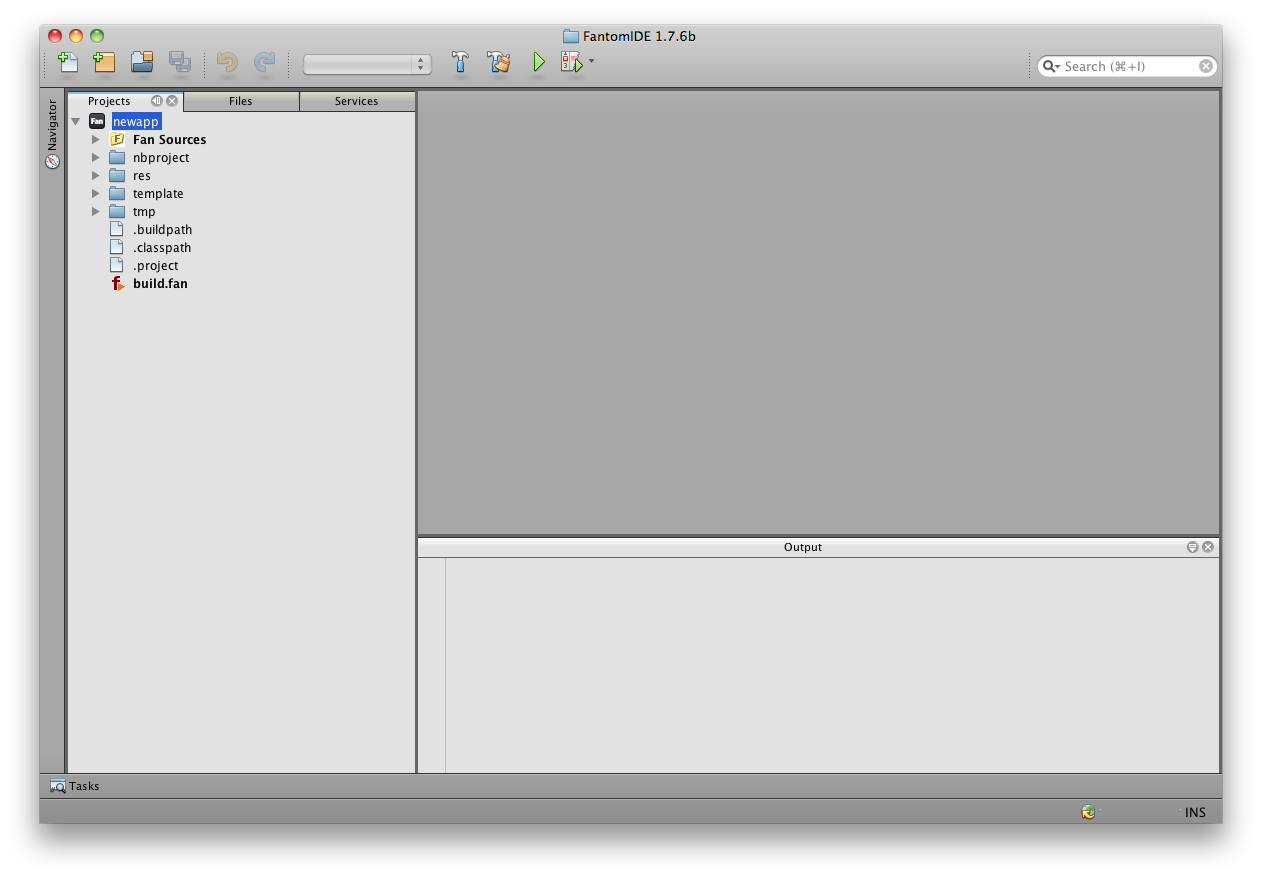 FantomIDE 1.7.6b
Search (⌘+I)
Navigator
Projects
Files
Services
Fan newapp
F Fan Sources
nbproject
res
template
tmp
.buildpath
.classpath
.project
f build.fan
Output
Tasks
INS